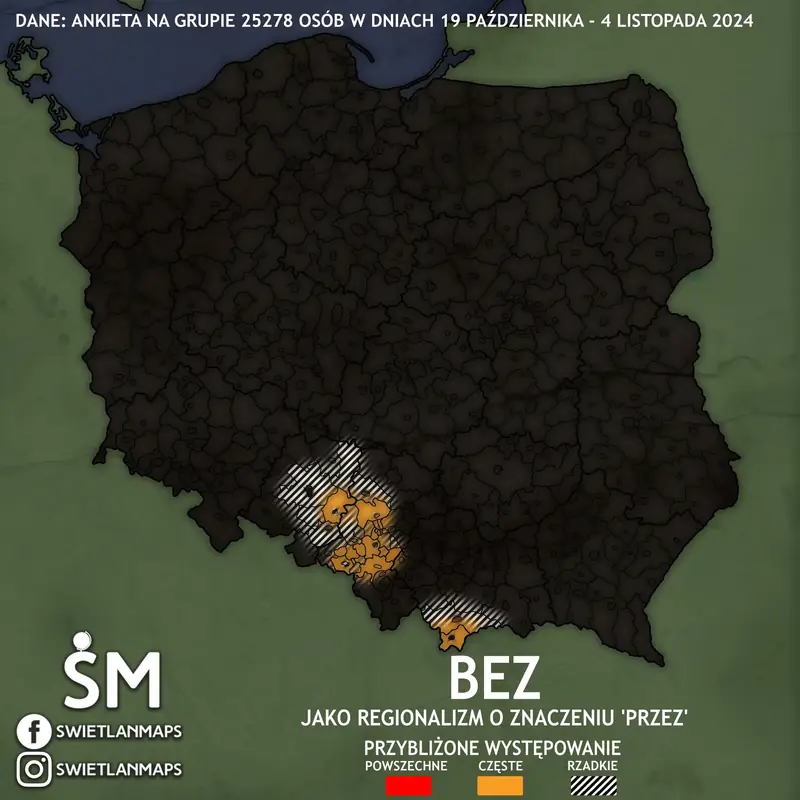 DANE: ANKIETA NA GRUPIE 25278 OSÓB W DNIACH 19 PAŹDZIERNIKA - 4 LISTOPADA 2024
ŚM
SWIETLANMAPS
SWIETLANMAPS
BEZ
JAKO REGIONALIZM O ZNACZENIU 'PRZEZ'
PRZYBLIŻONE WYSTĘPOWANIE
POWSZECHNE CZĘSTE RZADKIE